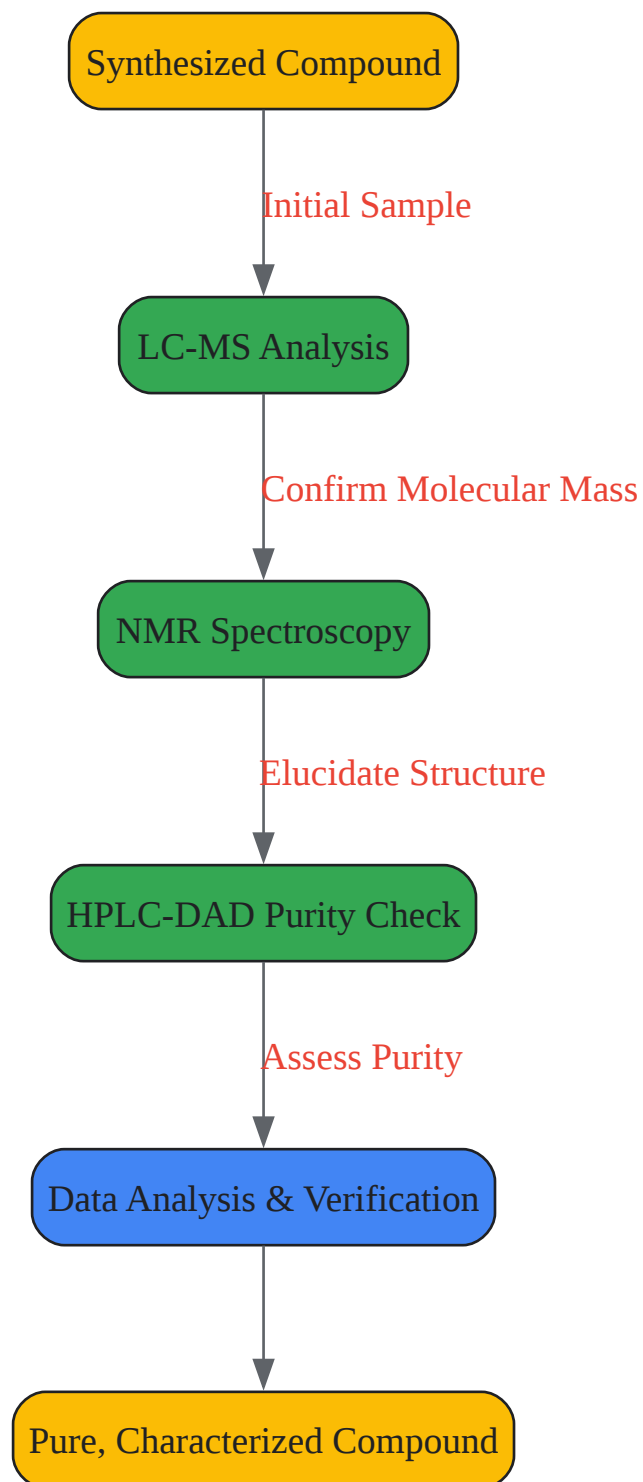 Synthesized Compound
Initial Sample
LC-MS Analysis
Confirm Molecular Mass
NMR Spectroscopy
Elucidate Structure
HPLC-DAD Purity Check
Assess Purity
Data Analysis & Verification
Pure, Characterized Compound